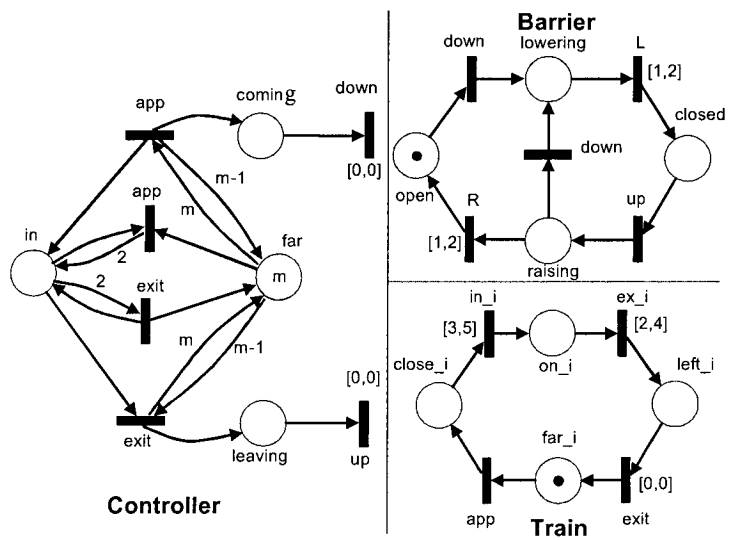 app
coming
down
[0,0]
m-1
m
app
in
2
far
m
2
exit
m
m-1
[0,0]
exit
leaving
up
Controller
Barrier
down
lowering
L
[1,2]
closed
down
open
R
up
[1,2]
raising
in_i
ex_i
[3,5]
[2,4]
close_i
on_i
left_i
far_i
[0,0]
app
exit
Train